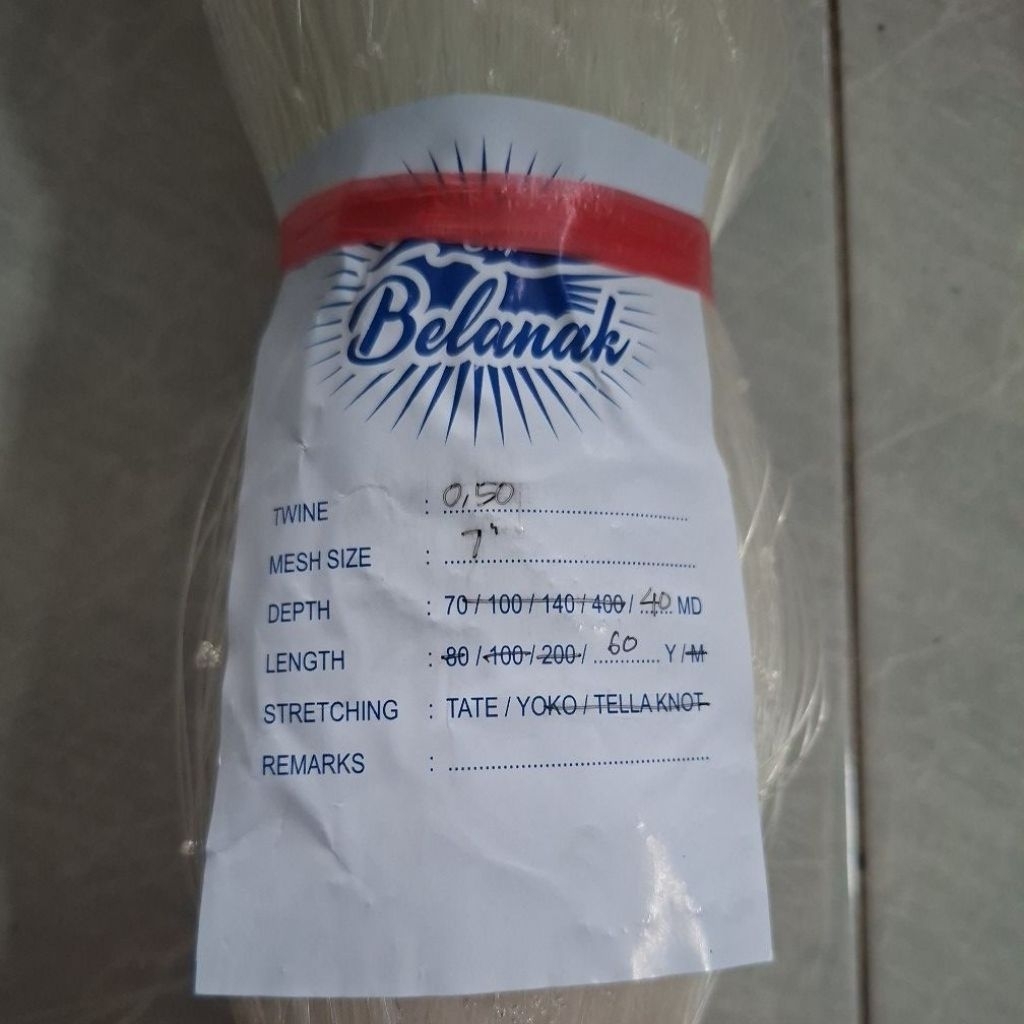 Belanak
TWINE : 0,50
MESH SIZE : 7"
DEPTH : 70 / 100 / 140 / 400 / 40 MD
LENGTH : 80 / 100 / 200 / 60 Y / M
STRETCHING : TATE / YOKO / TELLA KNOT
REMARKS :